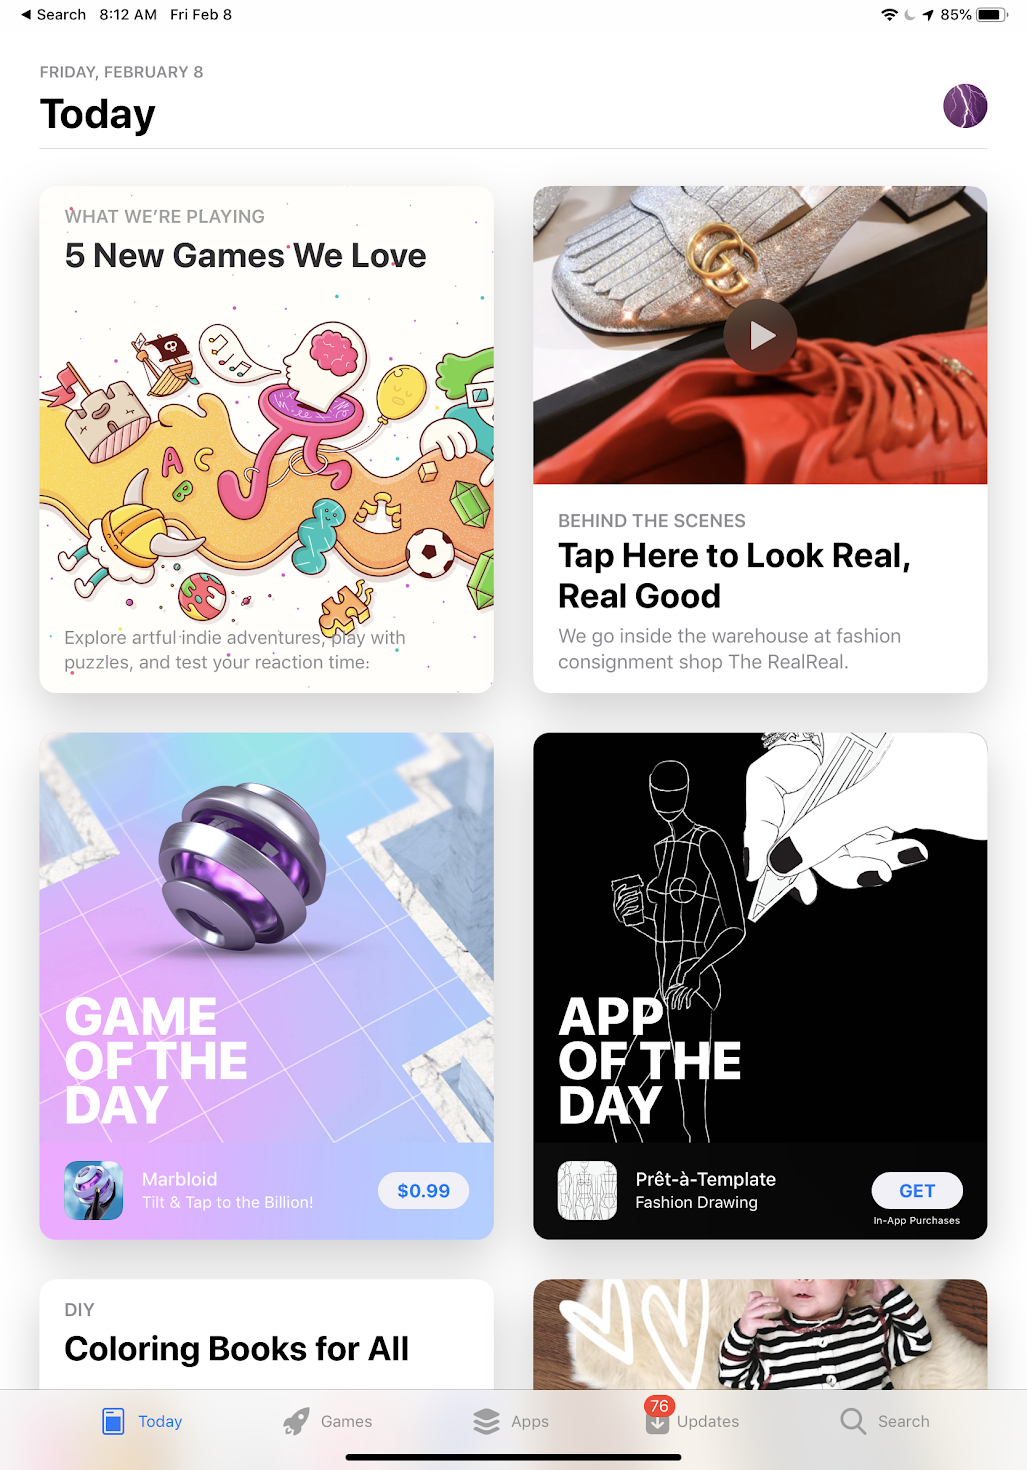 ◀ Search 8:12 AM Fri Feb 8
85%
FRIDAY, FEBRUARY 8
Today
WHAT WE'RE PLAYING
5 New Games We Love
A C
B
Explore artful indie adventures, play with
puzzles, and test your reaction time.
BEHIND THE SCENES
Tap Here to Look Real,
Real Good
We go inside the warehouse at fashion
consignment shop The RealReal.
GAME
OF THE
DAY
Marbloid
Tilt & Tap to the Billion!
$0.99
APP
OF THE
DAY
Prêt-à-Template
Fashion Drawing
GET
In-App Purchases
DIY
Coloring Books for All
Today
Games
Apps
76
Updates
Search